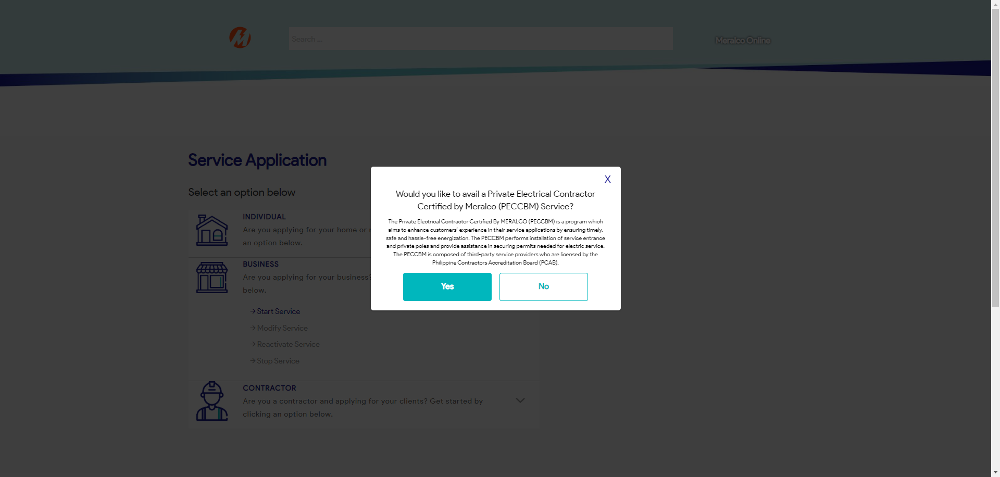 Search ...
Meralco Online
Service Application
Select an option below
INDIVIDUAL
Are you applying for your home or
an option below.
BUSINESS
Are you applying for your business?
below.
→ Start Service
→ Modify Service
→ Reactivate Service
→ Stop Service
CONTRACTOR
Are you a contractor and applying for your clients? Get started by
clicking an option below.
X
Would you like to avail a Private Electrical Contractor
Certified by Meralco (PECCBM) Service?
The Private Electrical Contractor Certified By MERALCO (PECCBM) is a program which
aims to enhance customers' experience in their service applications by ensuring timely,
safe and hassle-free energization. The PECCBM performs installation of service entrance
and private poles and provide assistance in securing permits needed for electric service.
The PECCBM is composed of third-party service providers who are licensed by the
Philippine Contractors Accreditation Board (PCAB).
Yes
No